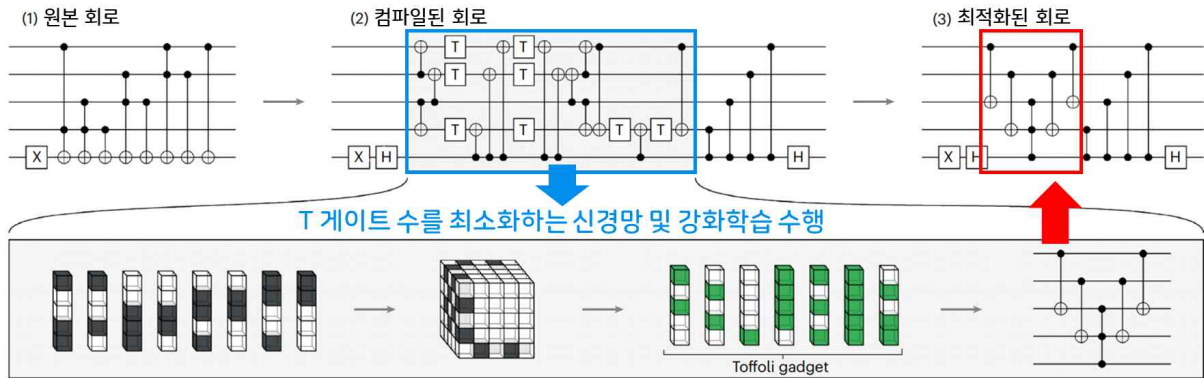 (1) 원본 회로
(2) 컴파일된 회로
(3) 최적화된 회로
T T
T T
X H T T T T H
X H H
X
T 게이트 수를 최소화하는 신경망 및 강화학습 수행
Toffoli gadget